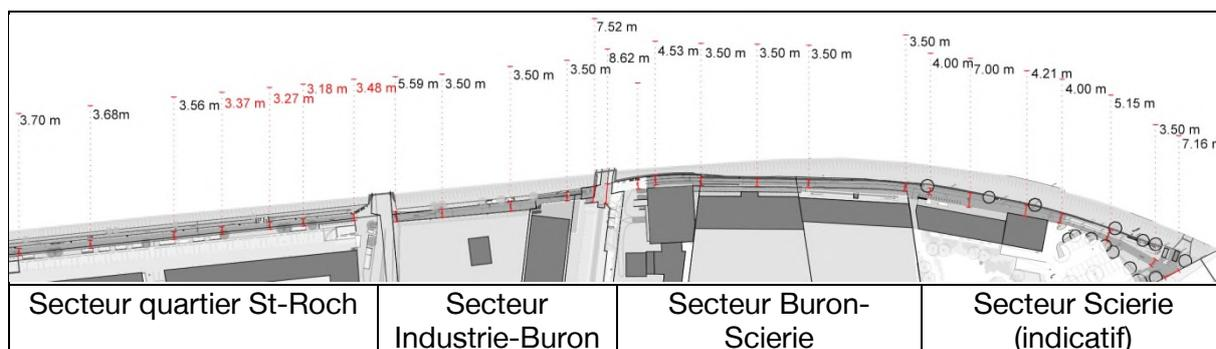 3.70 m
3.68m
3.56 m
3.37 m
3.27 m
3.18 m
3.48 m
5.59 m
3.50 m
3.50 m
3.50 m
7.52 m
8.62 m
4.53 m
3.50 m
3.50 m
3.50 m
3.50 m
4.00 m
7.00 m
4.21 m
4.00 m
5.15 m
3.50 m
7.16 m
Secteur quartier St-Roch
Secteur
Industrie-Buron
Secteur Buron-
Scierie
Secteur Scierie
(indicatif)